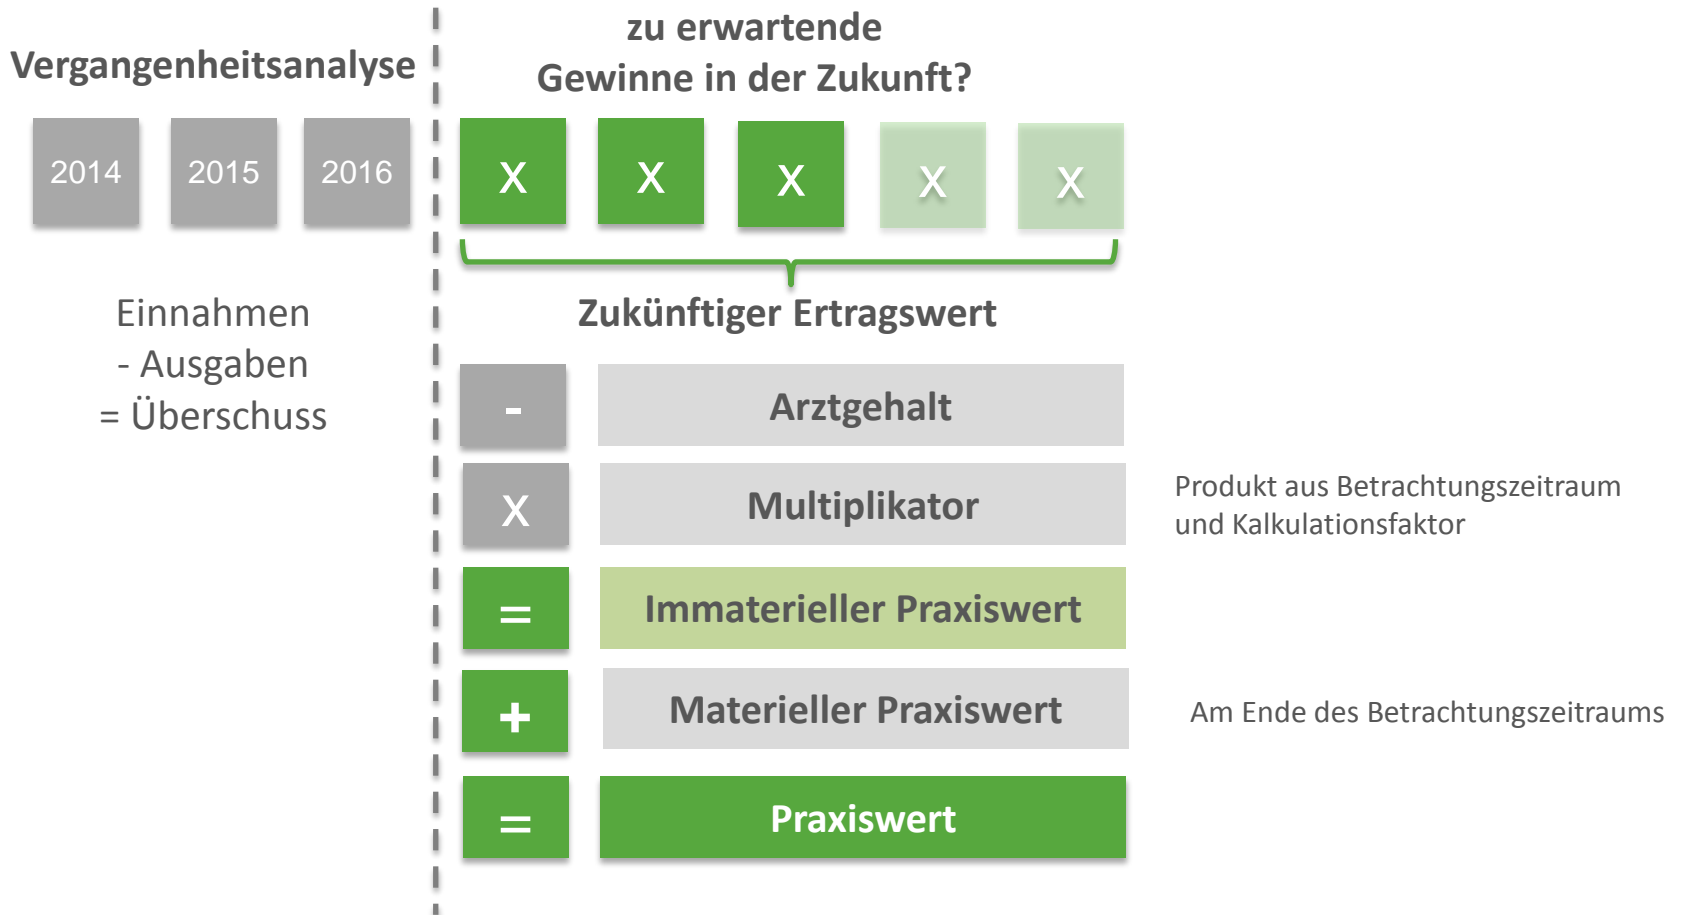 Vergangenheitsanalyse
2014 2015 2016
Einnahmen
- Ausgaben
= Überschuss
zu erwartende
Gewinne in der Zukunft?
X X X X X
Zukünftiger Ertragswert
- Arztgehalt
X Multiplikator
Produkt aus Betrachtungszeitraum
und Kalkulationsfaktor
= Immaterieller Praxiswert
+ Materieller Praxiswert
Am Ende des Betrachtungszeitraums
= Praxiswert